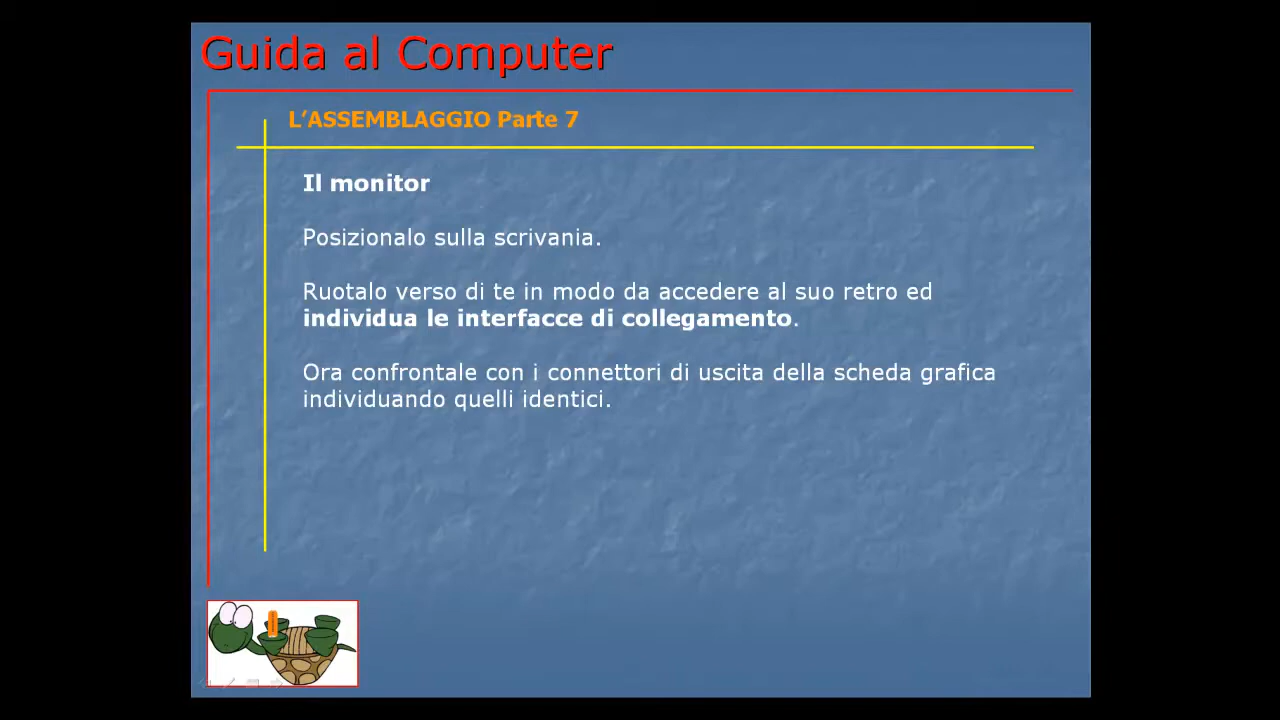 Guida al Computer
L’ASSEMBLAGGIO Parte 7
Il monitor
Posizionalo sulla scrivania.
Ruotalo verso di te in modo da accedere al suo retro ed
individua le interfacce di collegamento.
Ora confrontale con i connettori di uscita della scheda grafica
individuando quelli identici.